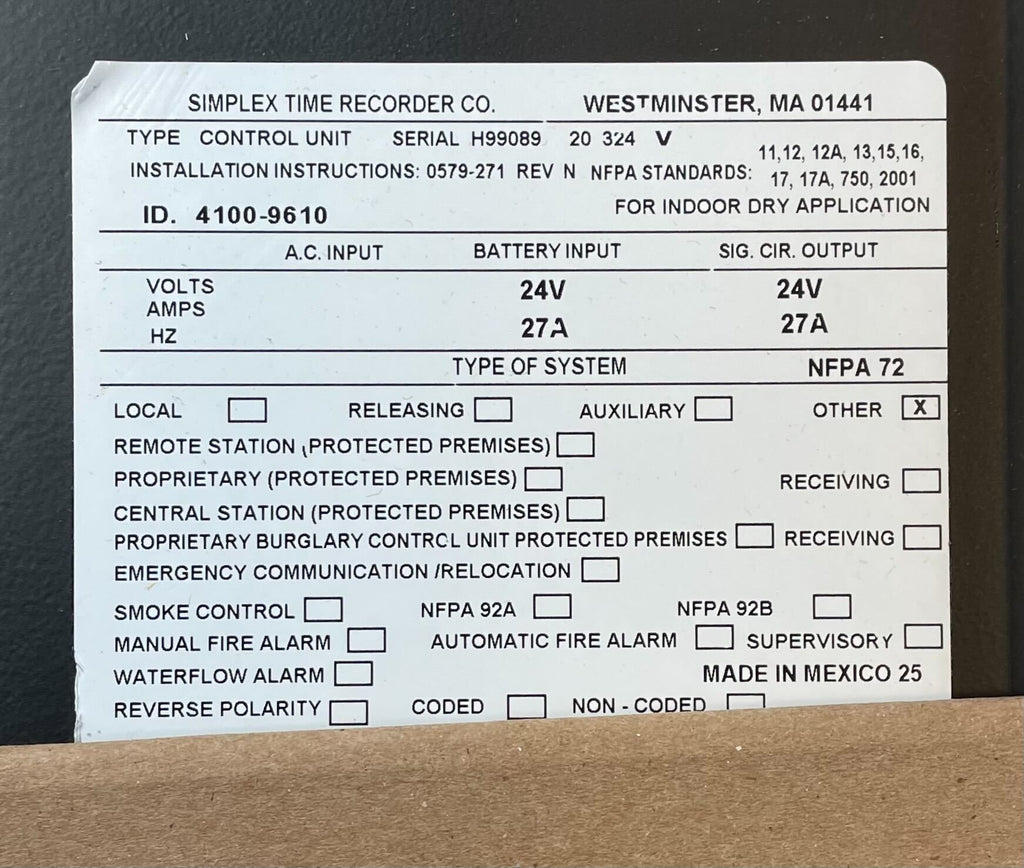 SIMPLEX TIME RECORDER CO. WESTMINSTER, MA 01441
TYPE CONTROL UNIT SERIAL H99089 20 324 V
INSTALLATION INSTRUCTIONS: 0579-271 REV N NFPA STANDARDS: 11,12, 12A, 13,15,16,
17, 17A, 750, 2001
ID. 4100-9610 FOR INDOOR DRY APPLICATION
A.C. INPUT BATTERY INPUT SIG. CIR. OUTPUT
VOLTS 24V 24V
AMPS 27A 27A
HZ
TYPE OF SYSTEM NFPA 72
LOCAL RELEASING AUXILIARY OTHER X
REMOTE STATION (PROTECTED PREMISES)
PROPRIETARY (PROTECTED PREMISES) RECEIVING
CENTRAL STATION (PROTECTED PREMISES)
PROPRIETARY BURGLARY CONTROL UNIT PROTECTED PREMISES RECEIVING
EMERGENCY COMMUNICATION /RELOCATION
SMOKE CONTROL NFPA 92A NFPA 92B
MANUAL FIRE ALARM AUTOMATIC FIRE ALARM SUPERVISORY
WATERFLOW ALARM MADE IN MEXICO 25
REVERSE POLARITY CODED NON - CODED